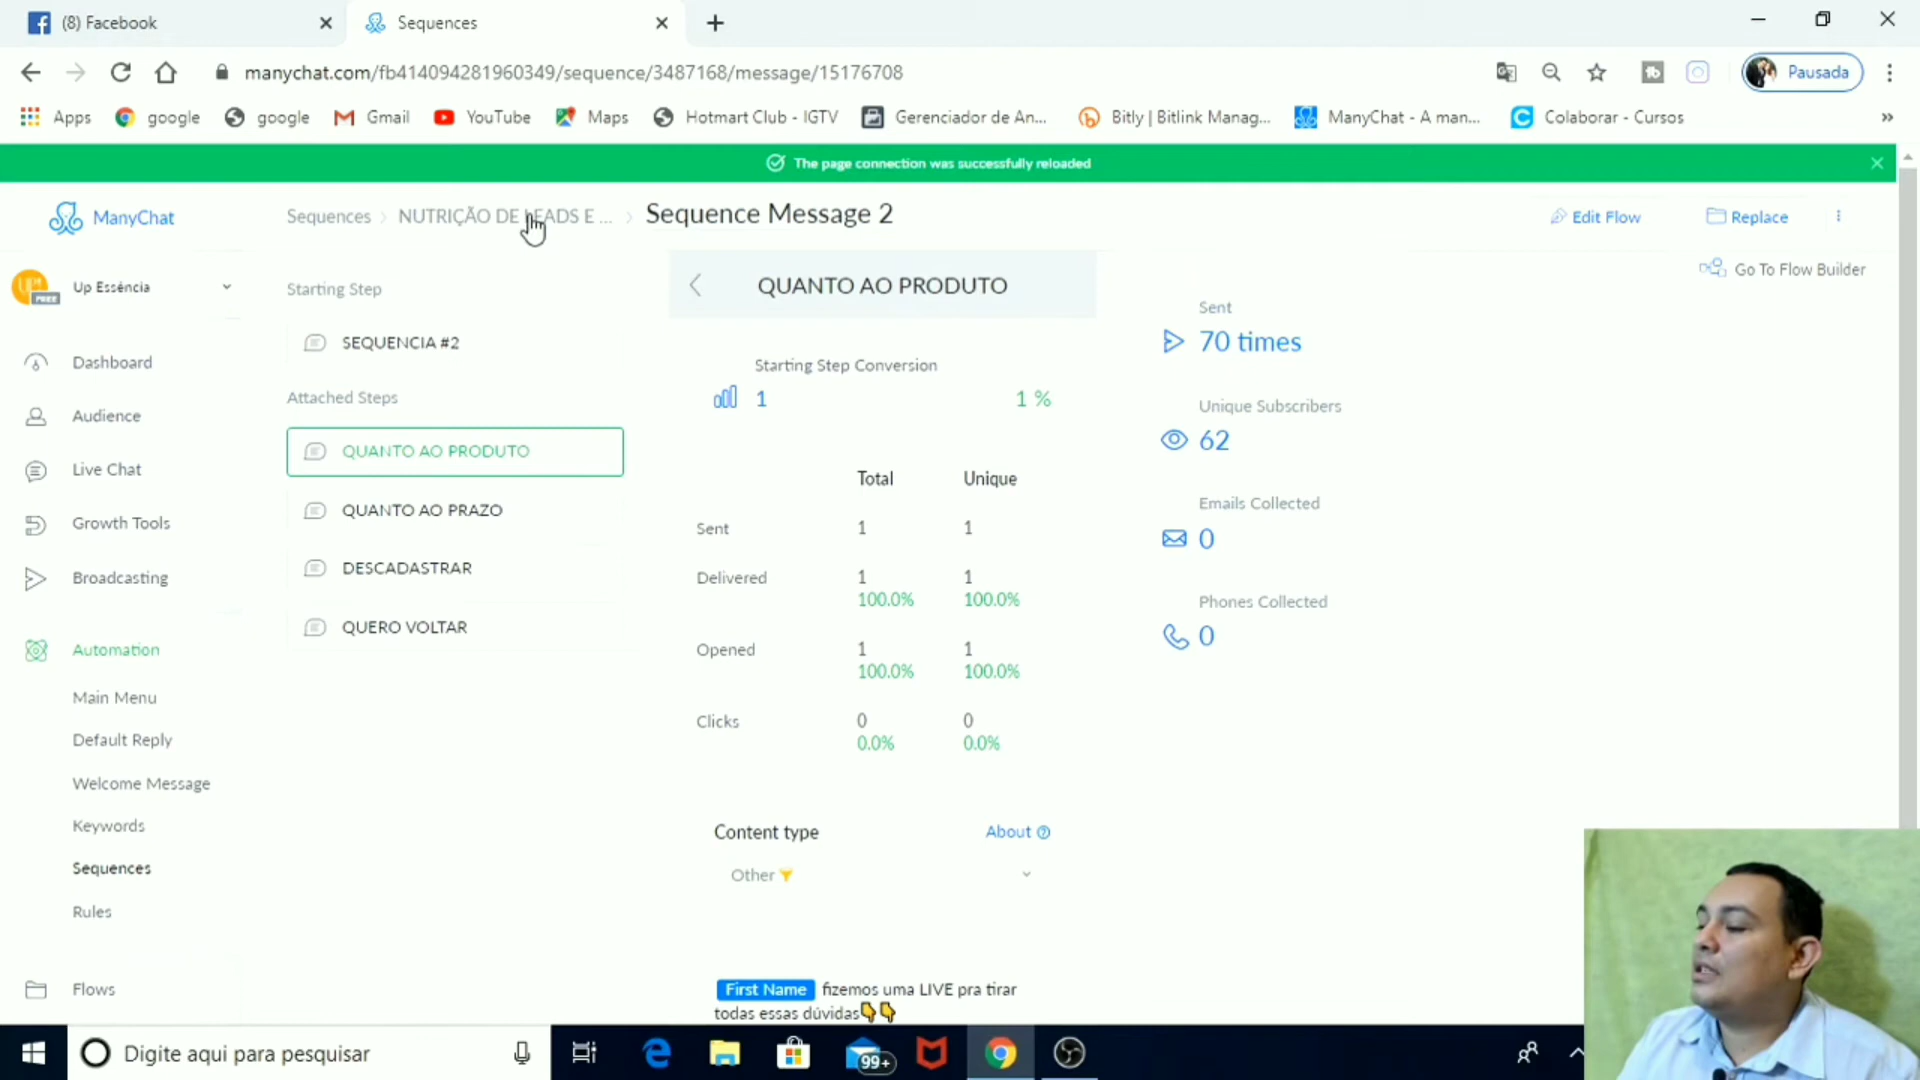 (8) Facebook
Sequences
manychat.com/fb414094281960349/sequence/3487168/message/15176708
Pausada
Apps
google
google
Gmail
YouTube
Maps
Hotmart Club - IGTV
Gerenciador de An...
Bitly | Bitlink Manag...
ManyChat - A man...
Colaborar - Cursos
»
The page connection was successfully reloaded
ManyChat
Sequences
NUTRIÇÃO DE LEADS E ...
Sequence Message 2
Edit Flow
Replace
Go To Flow Builder
UP!
FREE
Up Essência
Dashboard
Audience
Live Chat
Growth Tools
Broadcasting
Automation
Main Menu
Default Reply
Welcome Message
Keywords
Sequences
Rules
Flows
Starting Step
SEQUENCIA #2
Attached Steps
QUANTO AO PRODUTO
QUANTO AO PRAZO
DESCADASTRAR
QUERO VOLTAR
QUANTO AO PRODUTO
Starting Step Conversion
1 1 %
Total Unique
Sent 1 1
Delivered 1 1
100.0% 100.0%
Opened 1 1
100.0% 100.0%
Clicks 0 0
0.0% 0.0%
Content type About
Other
First Name fizemos uma LIVE pra tirar
todas essas dúvidas👇👇
Sent
70 times
Unique Subscribers
62
Emails Collected
0
Phones Collected
0
Digite aqui para pesquisar
99+